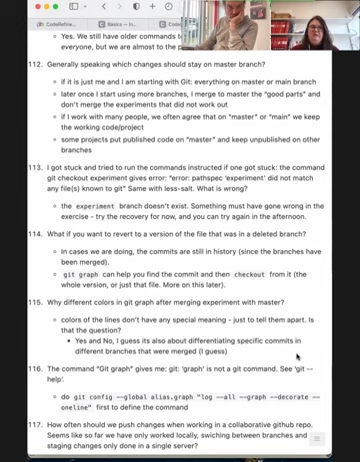 CodeRefine...
Basics — in...
Codec
Yes. We still have older commands t
everyone, but we are almost to the p
112. Generally speaking which changes should stay on master branch?
if it is just me and I am starting with Git: everything on master or main branch
later once I start using more branches, I merge to master the "good parts" and
don't merge the experiments that did not work out
if I work with many people, we often agree that on "master" or "main" we keep
the working code/project
some projects put published code on "master" and keep unpublished on other
branches
113. I got stuck and tried to run the commands instructed if one got stuck: the command
git checkout experiment gives error: "error: pathspec 'experiment' did not match
any file(s) known to git" Same with less-salt. What is wrong?
the experiment branch doesn't exist. Something must have gone wrong in the
exercise - try the recovery for now, and you can try again in the afternoon.
114. What if you want to revert to a version of the file that was in a deleted branch?
In cases we are doing, the commits are still in history (since the branches have
been merged).
git graph can help you find the commit and then checkout from it (the
whole version, or just that file. More on this later).
115. Why different colors in git graph after merging experiment with master?
colors of the lines don't have any special meaning - just to tell them apart. Is
that the question?
Yes and No, I guess its also about differentiating specific commits in
different branches that were merged (I guess)
116. The command "Git graph" gives me: git: 'graph' is not a git command. See 'git --
help'.
do git config --global alias.graph "log --all --graph --decorate --
oneline" first to define the command
117. How often should we push changes when working in a collaborative github repo.
Seems like so far we have only worked locally, swiching between branches and
staging changes only done in a single server?